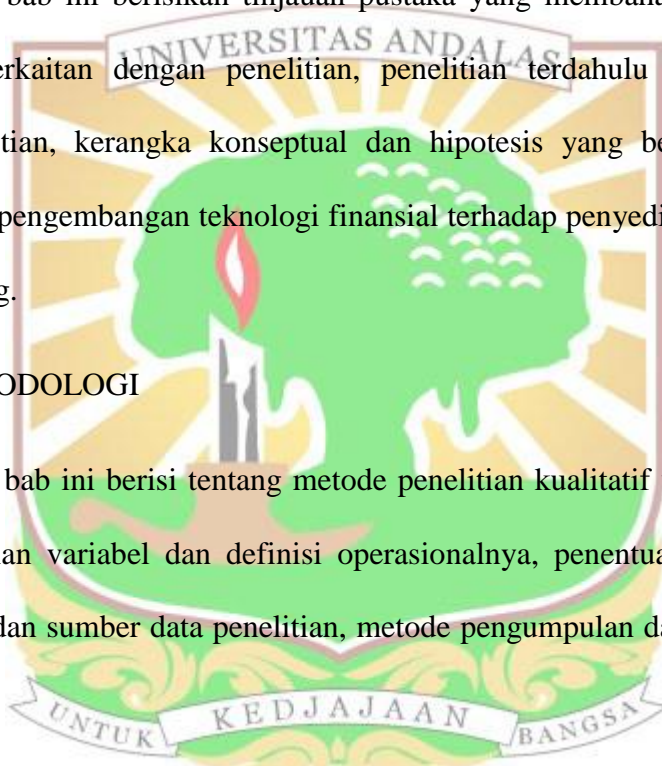 bab ini berisikan tinjauan pustaka yang
UNIVERSITAS ANDALAS
erkaitan dengan penelitian, penelitian terdahulu
tian, kerangka konseptual dan hipotesis yang be
pengembangan teknologi finansial terhadap penyedi
g.
ODOLOGI
bab ini berisi tentang metode penelitian kualitatif
an variabel dan definisi operasionalnya, penentua
dan sumber data penelitian, metode pengumpulan da
UNTUK KEDJAJAAN BANGSA